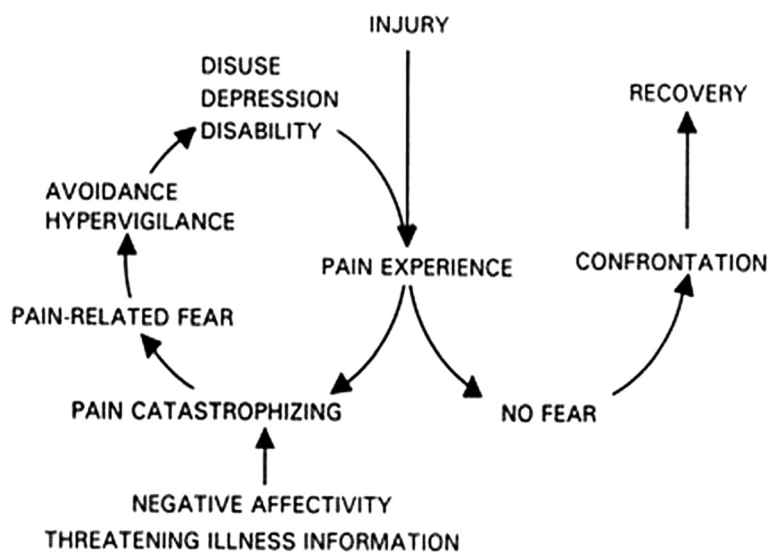 INJURY
DISUSE
DEPRESSION
DISABILITY
RECOVERY
AVOIDANCE
HYPERVIGILANCE
PAIN EXPERIENCE
CONFRONTATION
PAIN-RELATED FEAR
PAIN CATASTROPHIZING
NO FEAR
NEGATIVE AFFECTIVITY
THREATENING ILLNESS INFORMATION